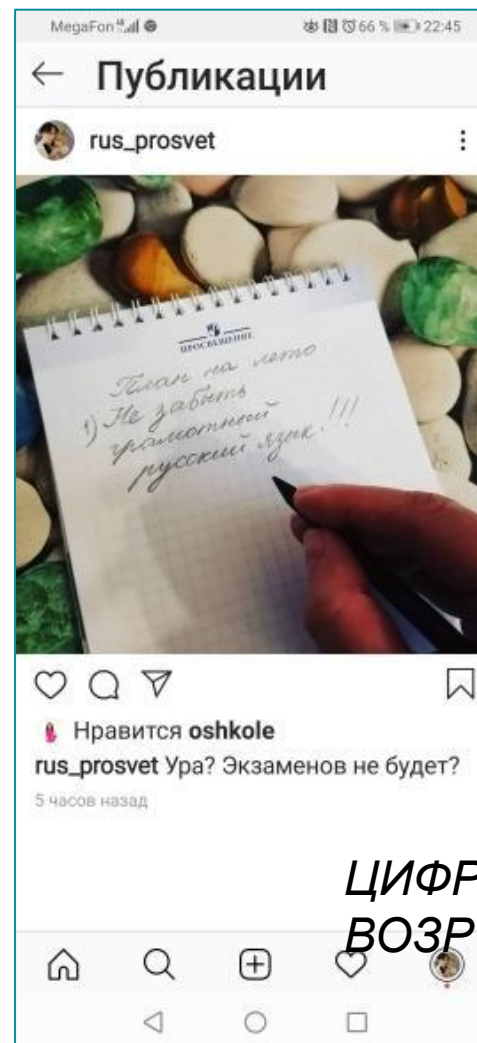 MegaFon 4G 66 % 22:45
← Публикации
rus_prosvet
ПРОСВЕЩЕНИЕ
План на лето
1) Не забыть
грамотный
русский язык!!!
Нравится oshkole
rus_prosvet Ура? Экзаменов не будет?
5 часов назад
ЦИФР
ВОЗР